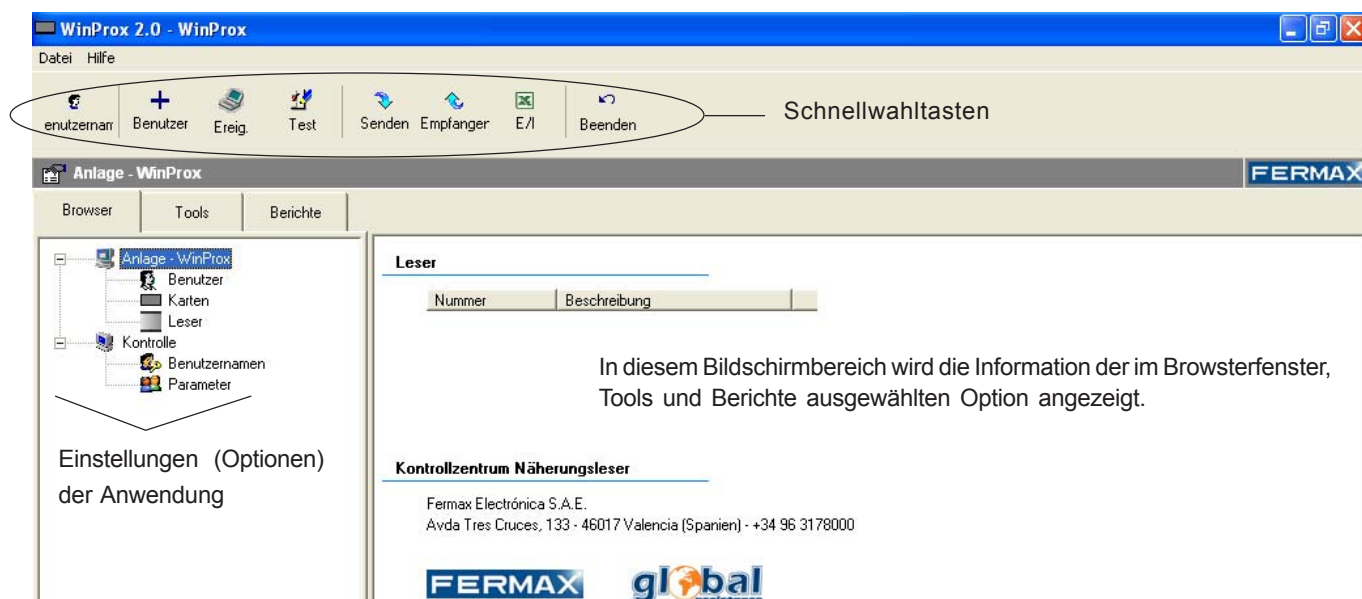 WinProx 2.0 - WinProx
Datei Hilfe
enutzernam Benutzer Ereig. Test Senden Empfanger E/I Beenden
Schnellwahltasten
Anlage - WinProx
FERMAX
Browser Tools Berichte
Anlage - WinProx
Benutzer
Karten
Leser
Kontrolle
Benutzernamen
Parameter
Einstellungen (Optionen)
der Anwendung
Leser
Nummer Beschreibung
In diesem Bildschirmbereich wird die Information der im Browsterfenster,
Tools und Berichte ausgewählten Option angezeigt.
Kontrollzentrum Näherungsleser
Fermax Electrónica S.A.E.
Avda Tres Cruces, 133 - 46017 Valencia (Spanien) - +34 96 3178000
FERMAX global